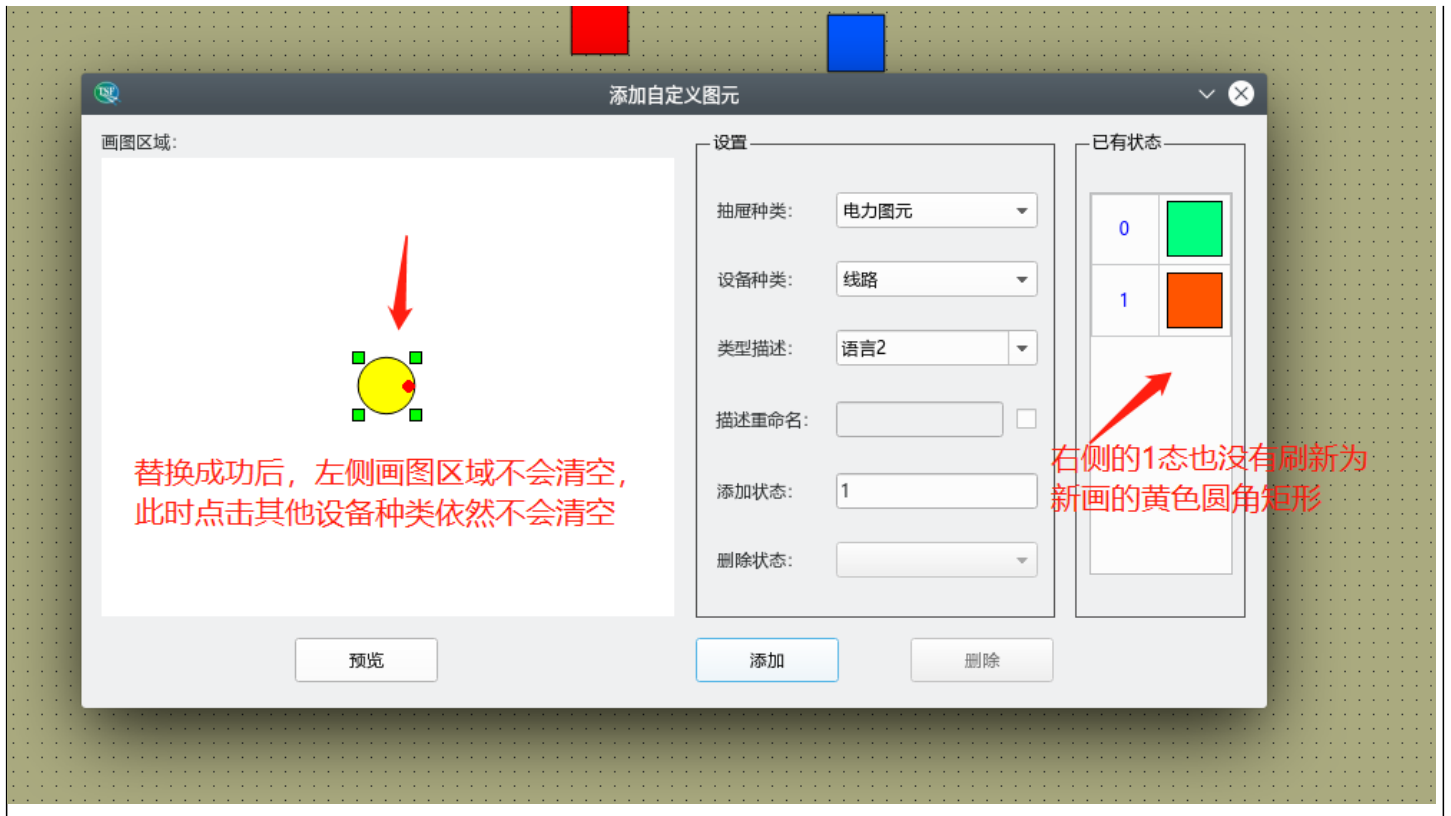 TSF
添加自定义图元
画图区域:
设置
已有状态
抽屉种类:
电力图元
0
设备种类:
线路
1
类型描述:
语言2
描述重命名:
替换成功后，左侧画图区域不会清空，
此时点击其他设备种类依然不会清空
右侧的1态也没有刷新为
新画的黄色圆角矩形
添加状态:
1
删除状态:
预览
添加
删除